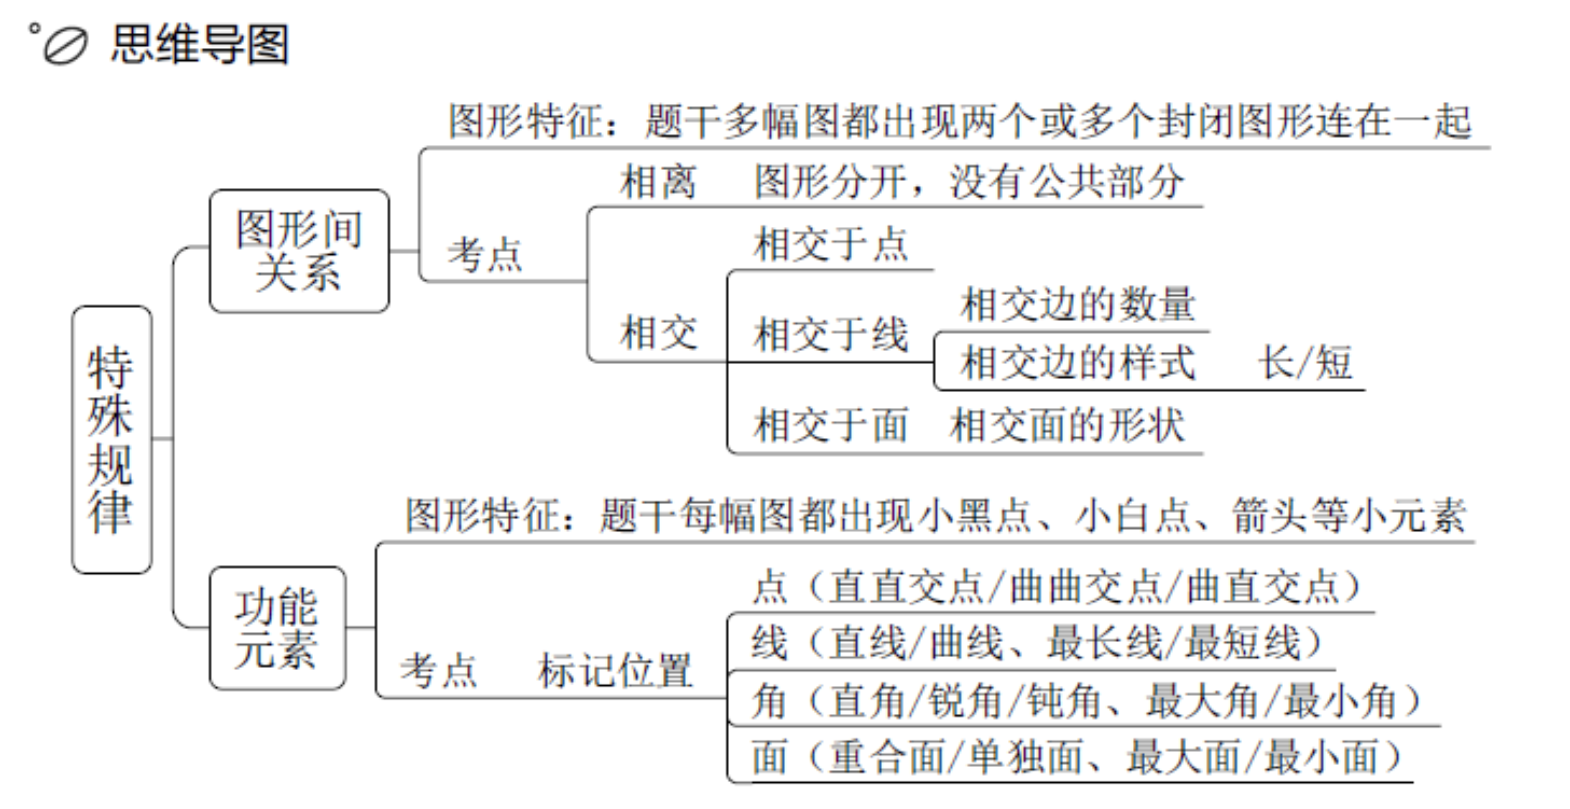 思维导图
特殊规律
图形间关系
图形特征：题干多幅图都出现两个或多个封闭图形连在一起
考点
相离 图形分开，没有公共部分
相交
相交于点
相交于线
相交边的数量
相交边的样式 长/短
相交于面 相交面的形状
功能元素
图形特征：题干每幅图都出现小黑点、小白点、箭头等小元素
考点 标记位置
点（直直交点/曲曲交点/曲直交点）
线（直线/曲线、最长线/最短线）
角（直角/锐角/钝角、最大角/最小角）
面（重合面/单独面、最大面/最小面）